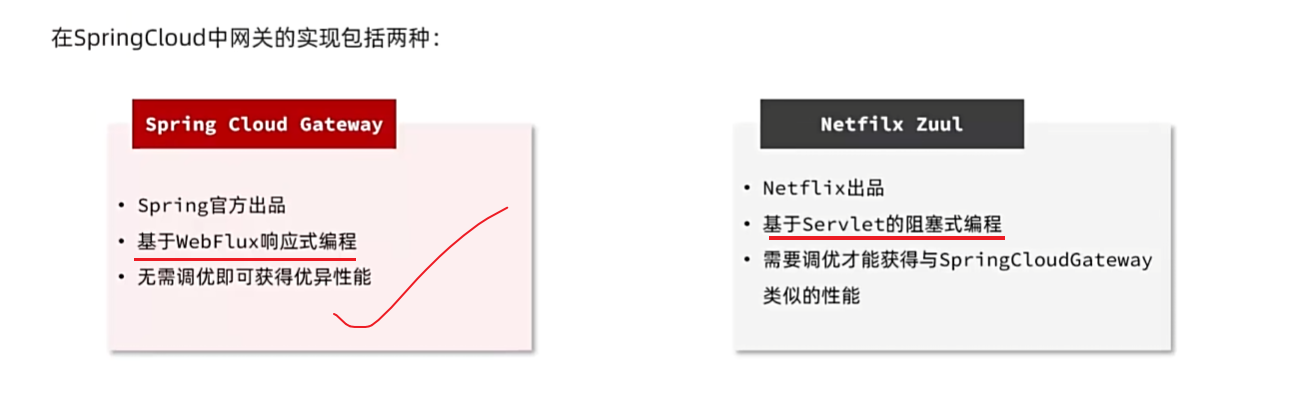 在SpringCloud中网关的实现包括两种：
Spring Cloud Gateway
• Spring官方出品
• 基于WebFlux响应式编程
• 无需调优即可获得优异性能
Netfilx Zuul
• Netflix出品
• 基于Servlet的阻塞式编程
• 需要调优才能获得与SpringCloudGateway
类似的性能